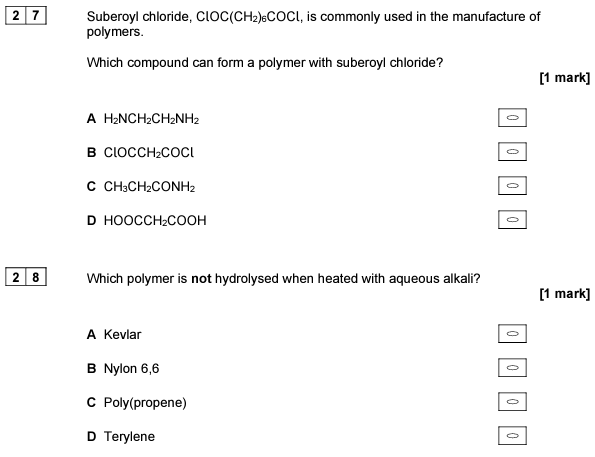 2 7 Suberoyl chloride, ClOC(CH₂)₆COCl, is commonly used in the manufacture of
polymers.
Which compound can form a polymer with suberoyl chloride?
[1 mark]
A H₂NCH₂CH₂NH₂
B ClOCCH₂COCl
C CH₃CH₂CONH₂
D HOOCCH₂COOH
2 8 Which polymer is not hydrolysed when heated with aqueous alkali?
[1 mark]
A Kevlar
B Nylon 6,6
C Poly(propene)
D Terylene